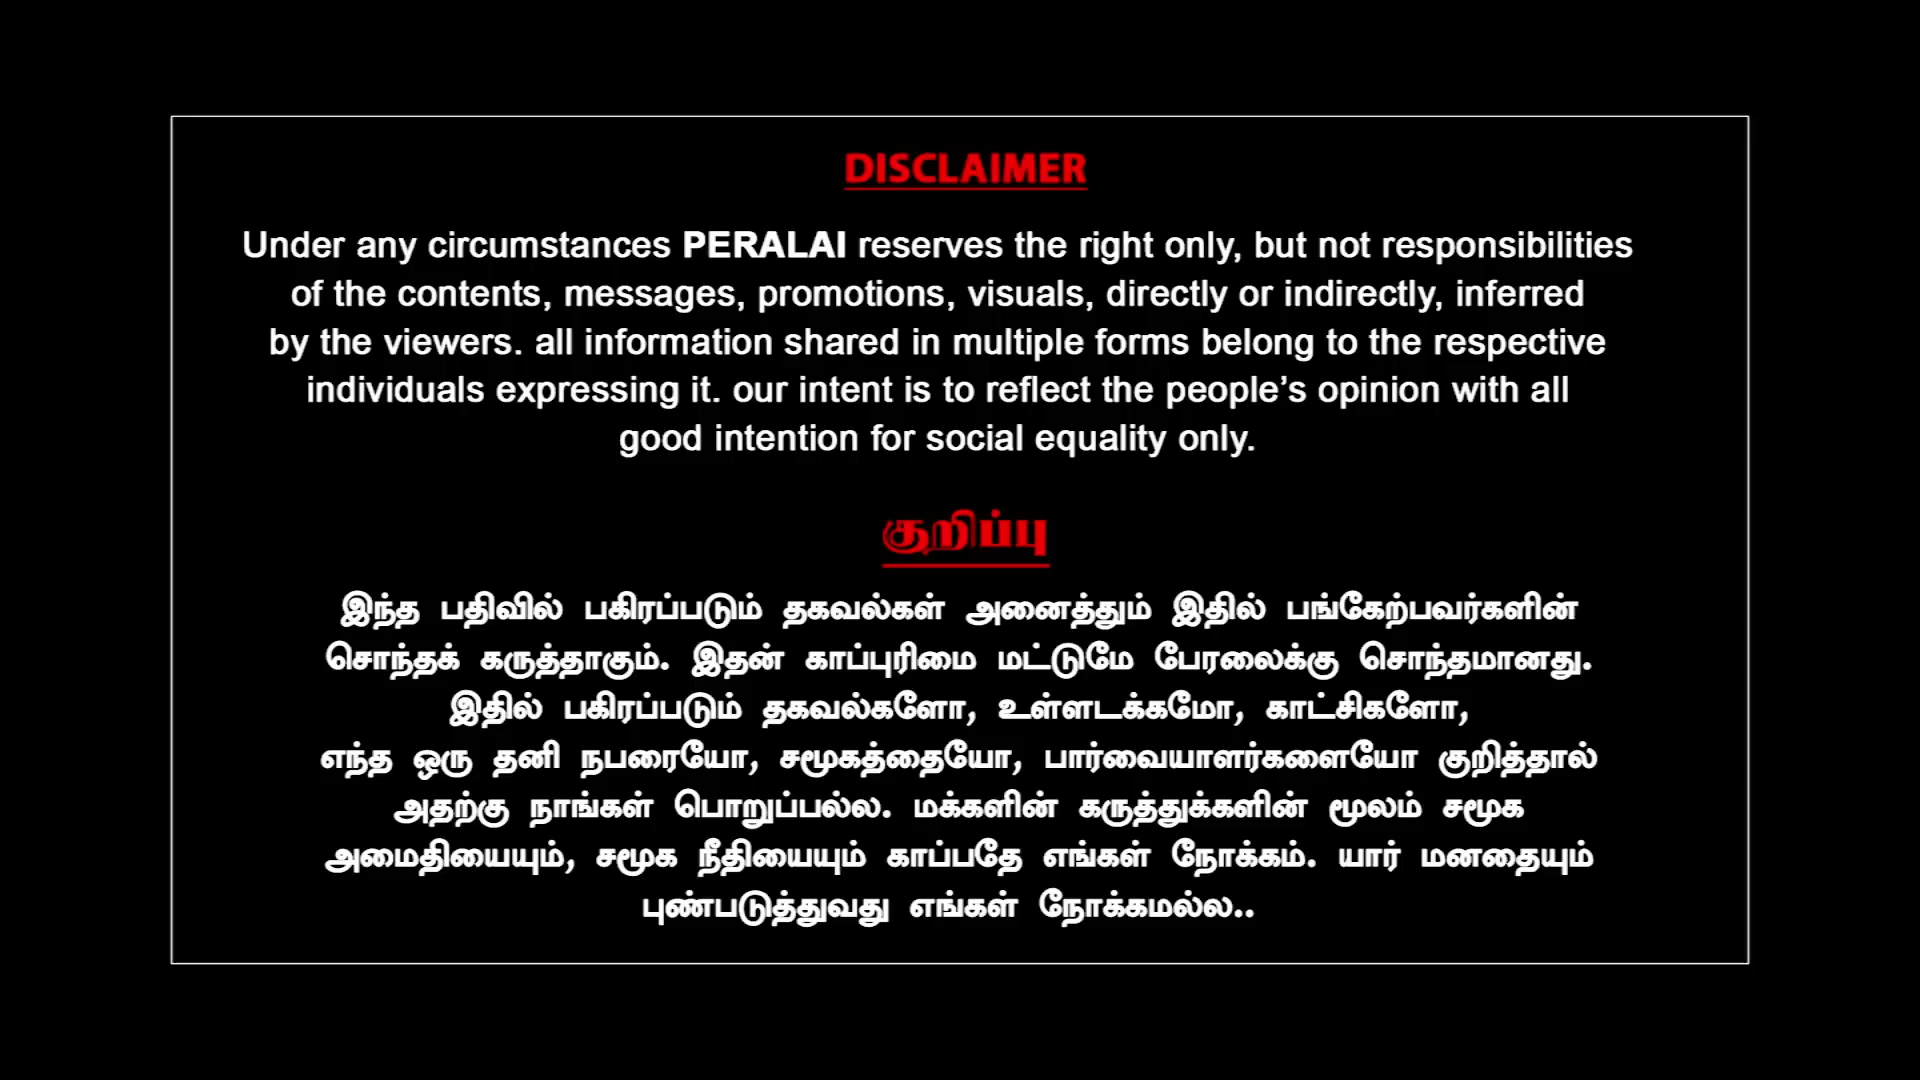 DISCLAIMER
Under any circumstances PERALAI reserves the right only, but not responsibilities
of the contents, messages, promotions, visuals, directly or indirectly, inferred
by the viewers. all information shared in multiple forms belong to the respective
individuals expressing it. our intent is to reflect the people’s opinion with all
good intention for social equality only.
குறிப்பு
இந்த பதிவில் பகிரப்படும் தகவல்கள் அனைத்தும் இதில் பங்கேற்பவர்களின்
சொந்தக் கருத்தாகும். இதன் காப்புரிமை மட்டுமே பேரலைக்கு சொந்தமானது.
இதில் பகிரப்படும் தகவல்களோ, உள்ளடக்கமோ, காட்சிகளோ,
எந்த ஒரு தனி நபரையோ, சமூகத்தையோ, பார்வையாளர்களையோ குறித்தால்
அதற்கு நாங்கள் பொறுப்பல்ல. மக்களின் கருத்துக்களின் மூலம் சமூக
அமைதியையும், சமூக நீதியையும் காப்பதே எங்கள் நோக்கம். யார் மனதையும்
புண்படுத்துவது எங்கள் நோக்கமல்ல..